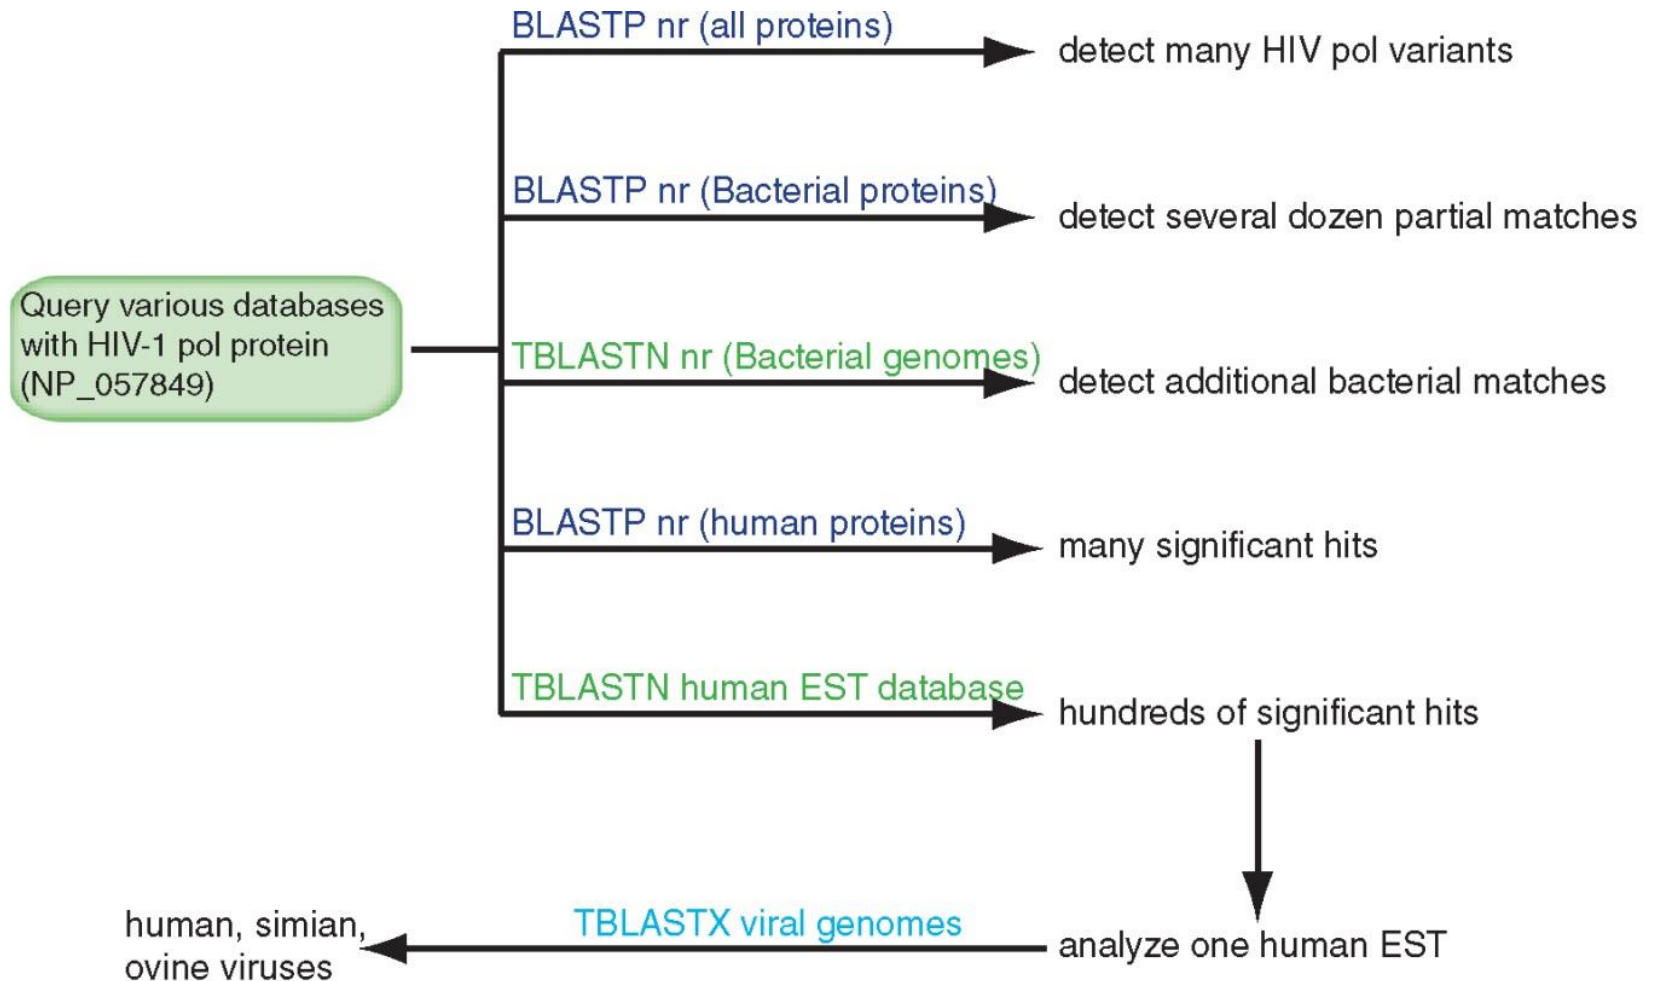 BLASTP nr (all proteins)
detect many HIV pol variants
BLASTP nr (Bacterial proteins)
detect several dozen partial matches
Query various databases
with HIV-1 pol protein
(NP_057849)
TBLASTN nr (Bacterial genomes)
detect additional bacterial matches
BLASTP nr (human proteins)
many significant hits
TBLASTN human EST database
hundreds of significant hits
analyze one human EST
TBLASTX viral genomes
human, simian,
ovine viruses